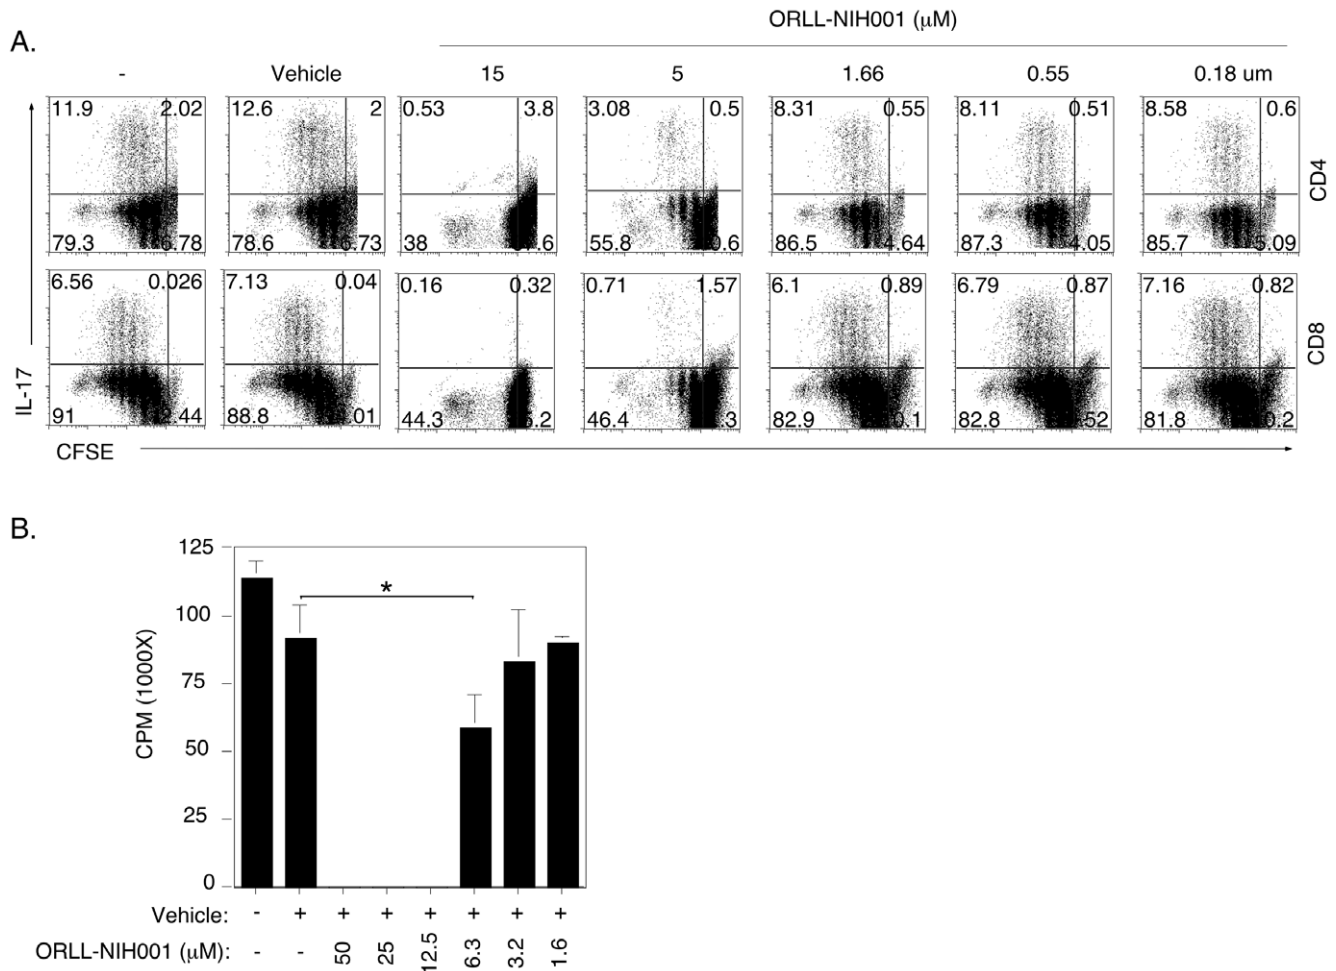 ORLL-NIH001 (μM)
A.
- Vehicle 15 5 1.66 0.55 0.18 um
11.9 2.02 12.6 2 0.53 3.8 3.08 0.5 8.31 0.55 8.11 0.51 8.58 0.6
CD4
79.3 78.6 38 55.8 86.5 4.64 87.3 4.05 85.7 5.09
6.56 0.026 7.13 0.04 0.16 0.32 0.71 1.57 6.1 0.89 6.79 0.87 7.16 0.82
CD8
IL-17
91 88.8 44.3 46.4 82.9 82.8 81.8
CFSE
B.
125
100
75
50
25
0
CPM (1000X)
*
Vehicle: - + + + + + + +
ORLL-NIH001 (μM): - - 50 25 12.5 6.3 3.2 1.6